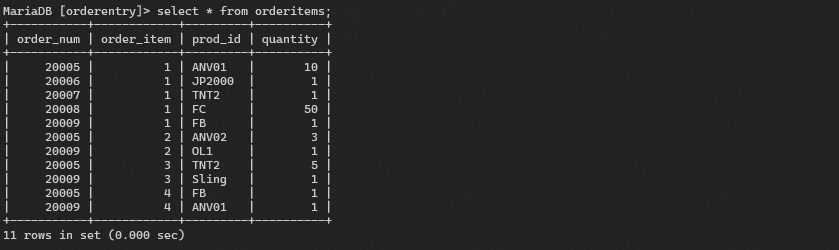 MariaDB [orderentry]> select * from orderitems;
+-----------+------------+---------+----------+
| order_num | order_item | prod_id | quantity |
+-----------+------------+---------+----------+
|     20005 |          1 | ANV01   |       10 |
|     20006 |          1 | JP2000  |        1 |
|     20007 |          1 | TNT2    |        1 |
|     20008 |          1 | FC      |       50 |
|     20009 |          1 | FB      |        1 |
|     20005 |          2 | ANV02   |        3 |
|     20009 |          2 | OL1     |        1 |
|     20005 |          3 | TNT2    |        5 |
|     20009 |          3 | Sling   |        1 |
|     20005 |          4 | FB      |        1 |
|     20009 |          4 | ANV01   |        1 |
+-----------+------------+---------+----------+
11 rows in set (0.000 sec)